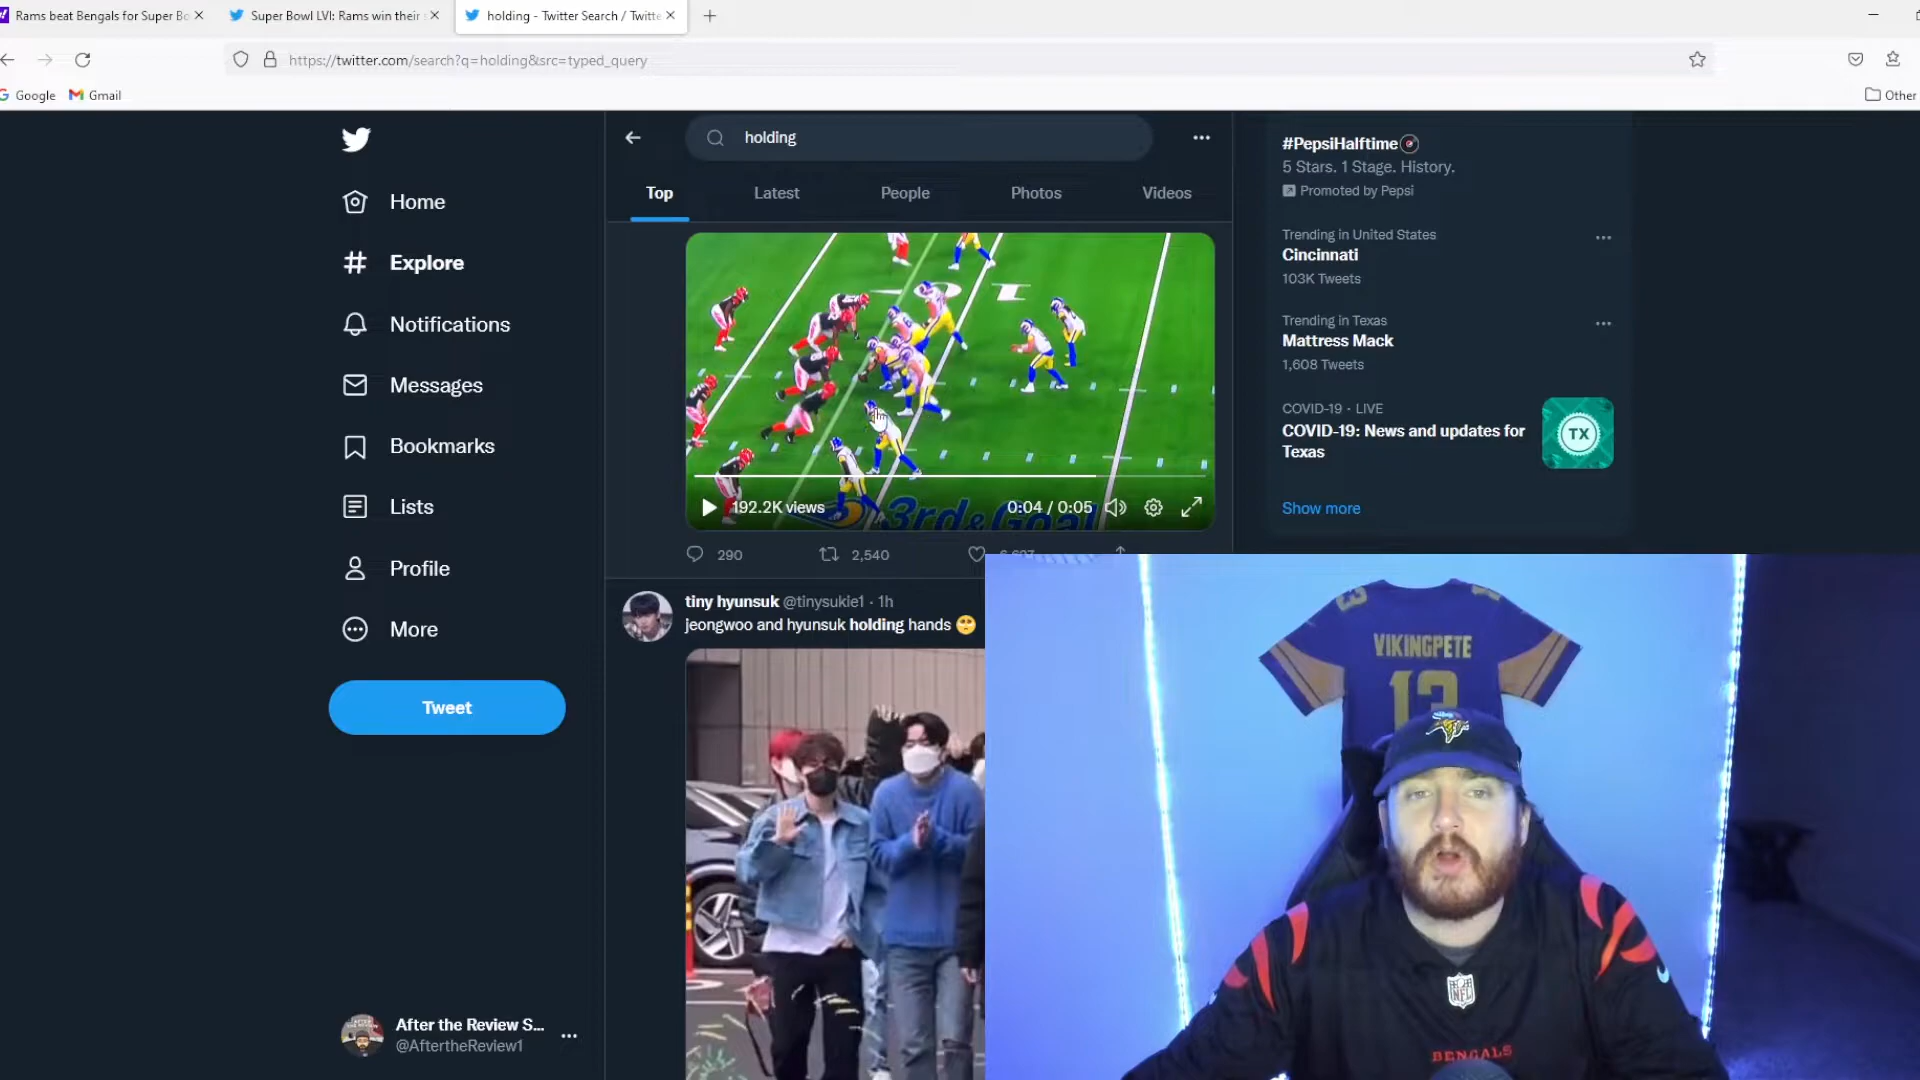 Rams beat Bengals for Super Bo
Super Bowl LVI: Rams win their s
holding - Twitter Search / Twitte
https://twitter.com/search?q=holding&src=typed_query
Google
Gmail
Other
holding
Home
Explore
Notifications
Messages
Bookmarks
Lists
Profile
More
Tweet
After the Review S...
@AftertheReview1
Top
Latest
People
Photos
Videos
3rd & Goal
192.2K views
0:04 / 0:05
290
2,540
tiny hyunsuk @tinysukie1 · 1h
jeongwoo and hyunsuk holding hands 🥺
#PepsiHalftime
5 Stars. 1 Stage. History.
Promoted by Pepsi
Trending in United States
Cincinnati
103K Tweets
Trending in Texas
Mattress Mack
1,608 Tweets
COVID-19 · LIVE
COVID-19: News and updates for
Texas
TX
Show more
13
VIKINGPETE
13
NFL
BENGALS